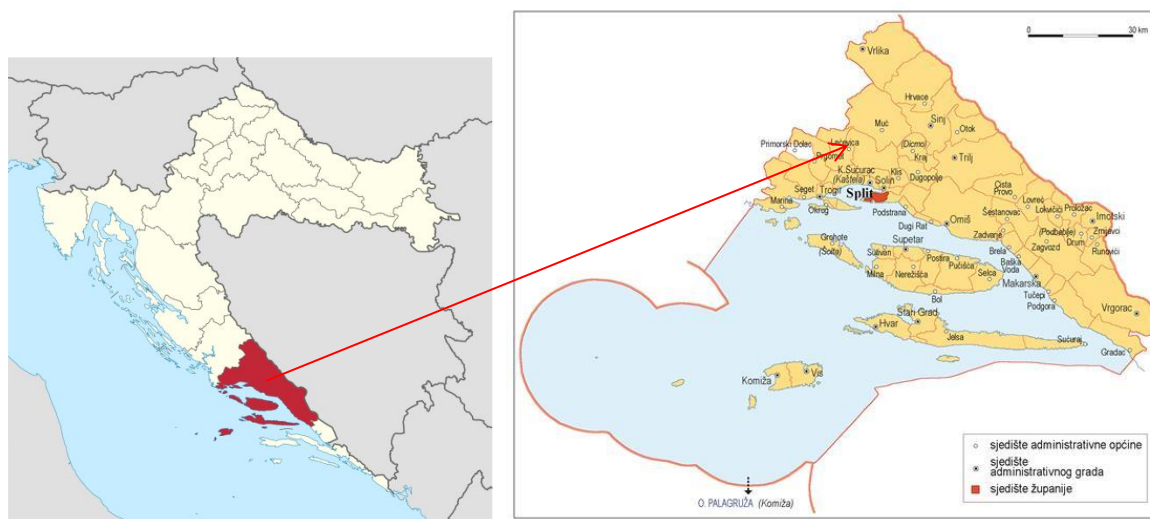 0 30 km
Vrlika
Hrvace
Sinj
Muć
Otok
Primorski Dolac
Lećevica
(Dicmo)
Kraj
Trilj
Prgomet
K.Sućurac
(Kaštela)
Solin
Klis
Dugopolje
Seget
Trogir
Split
Marina
Okrug
Podstrana
Dugi Rat
Omiš
Cista
Provo
Lovreć
Proložac
Lokvičići
Imotski
Šestanovac
Zadvarje
(Podbablje)
Zmijevci
Drum
Runovići
Zagvozd
Grohote
(Šolta)
Supetar
Sutivan
Postira
Pučišća
Milna
Nerežišća
Selca
Bol
Brela
Baška
Voda
Makarska
Tučepi
Podgora
Vrgorac
Stari Grad
Hvar
Jelsa
Sućuraj
Gradac
Komiža
Vis
sjedište administrativne općine
sjedište
administrativnog grada
sjedište županije
O. PALAGRUŽA (Komiža)